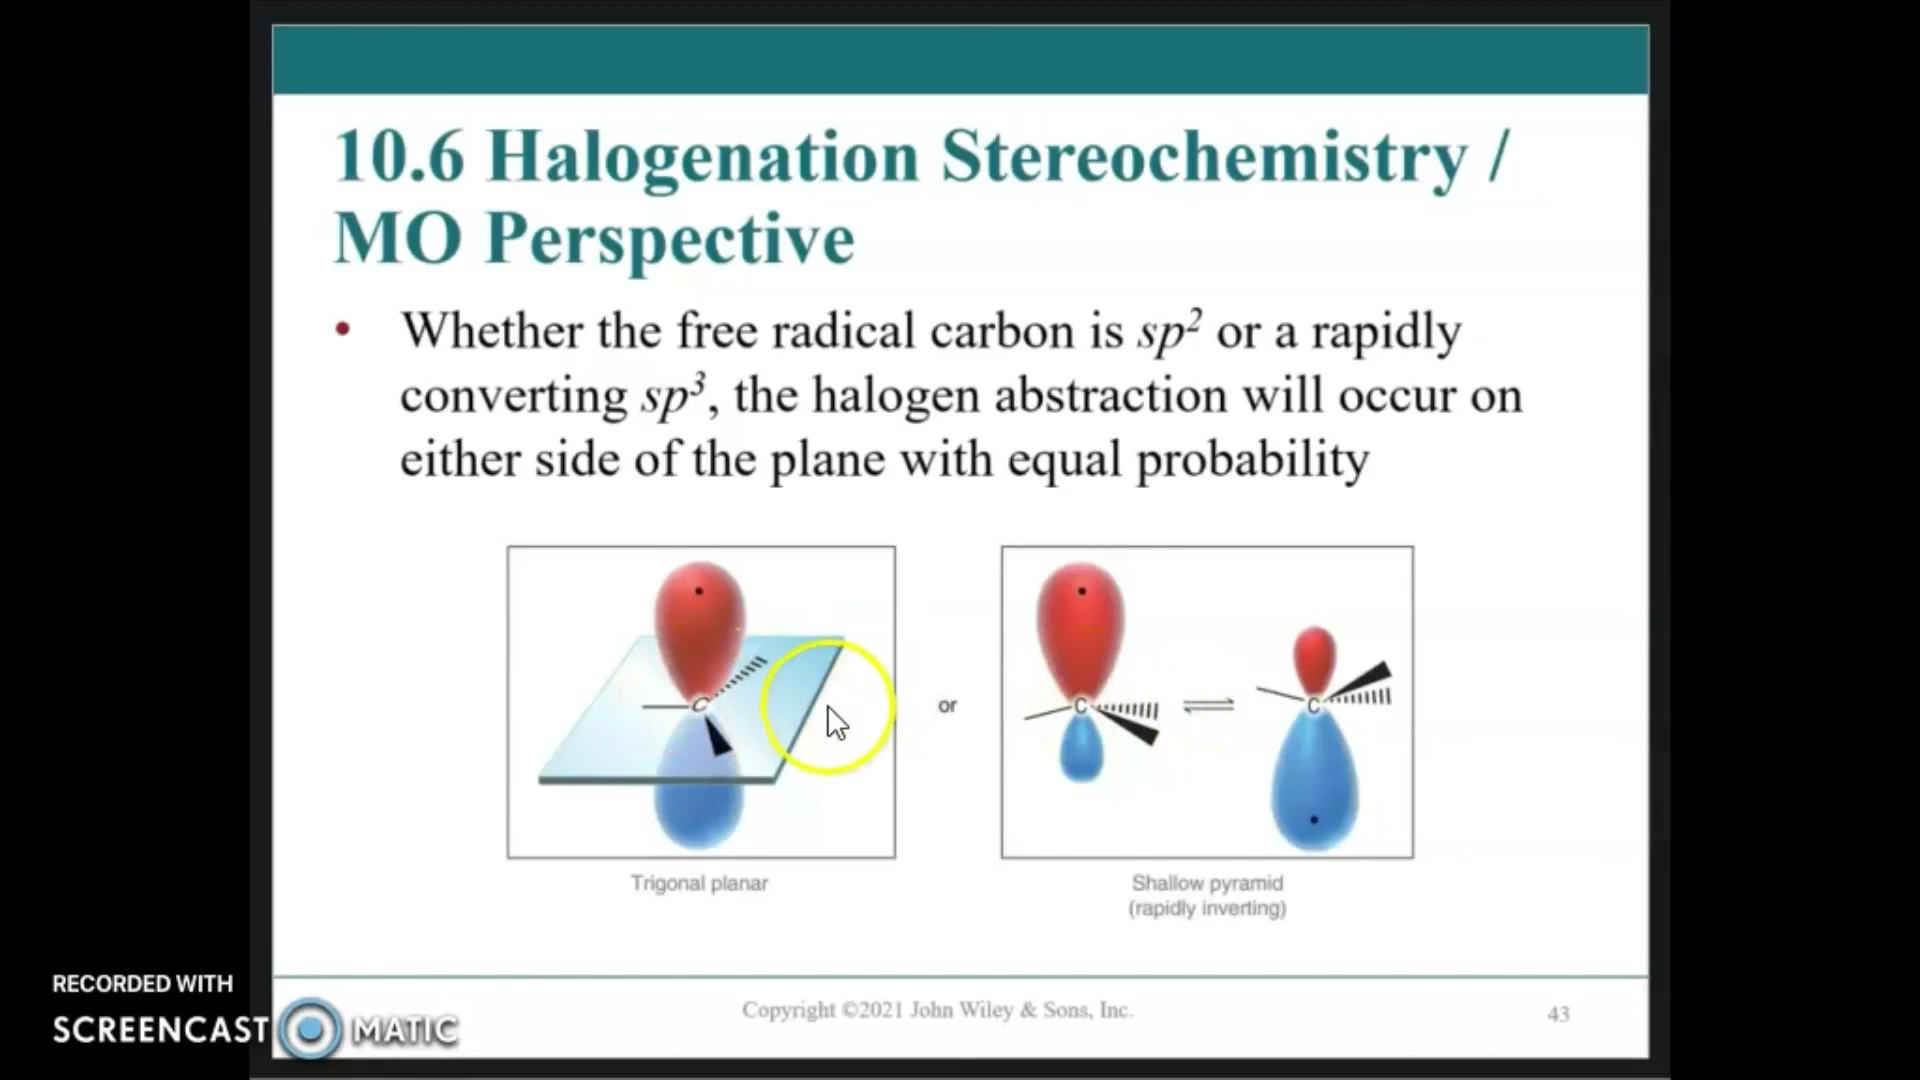 10.6 Halogenation Stereochemistry /
MO Perspective
• Whether the free radical carbon is sp² or a rapidly
converting sp³, the halogen abstraction will occur on
either side of the plane with equal probability
C
or
C
C
Trigonal planar
Shallow pyramid
(rapidly inverting)
Copyright ©2021 John Wiley & Sons, Inc.
43
RECORDED WITH
SCREENCAST MATIC